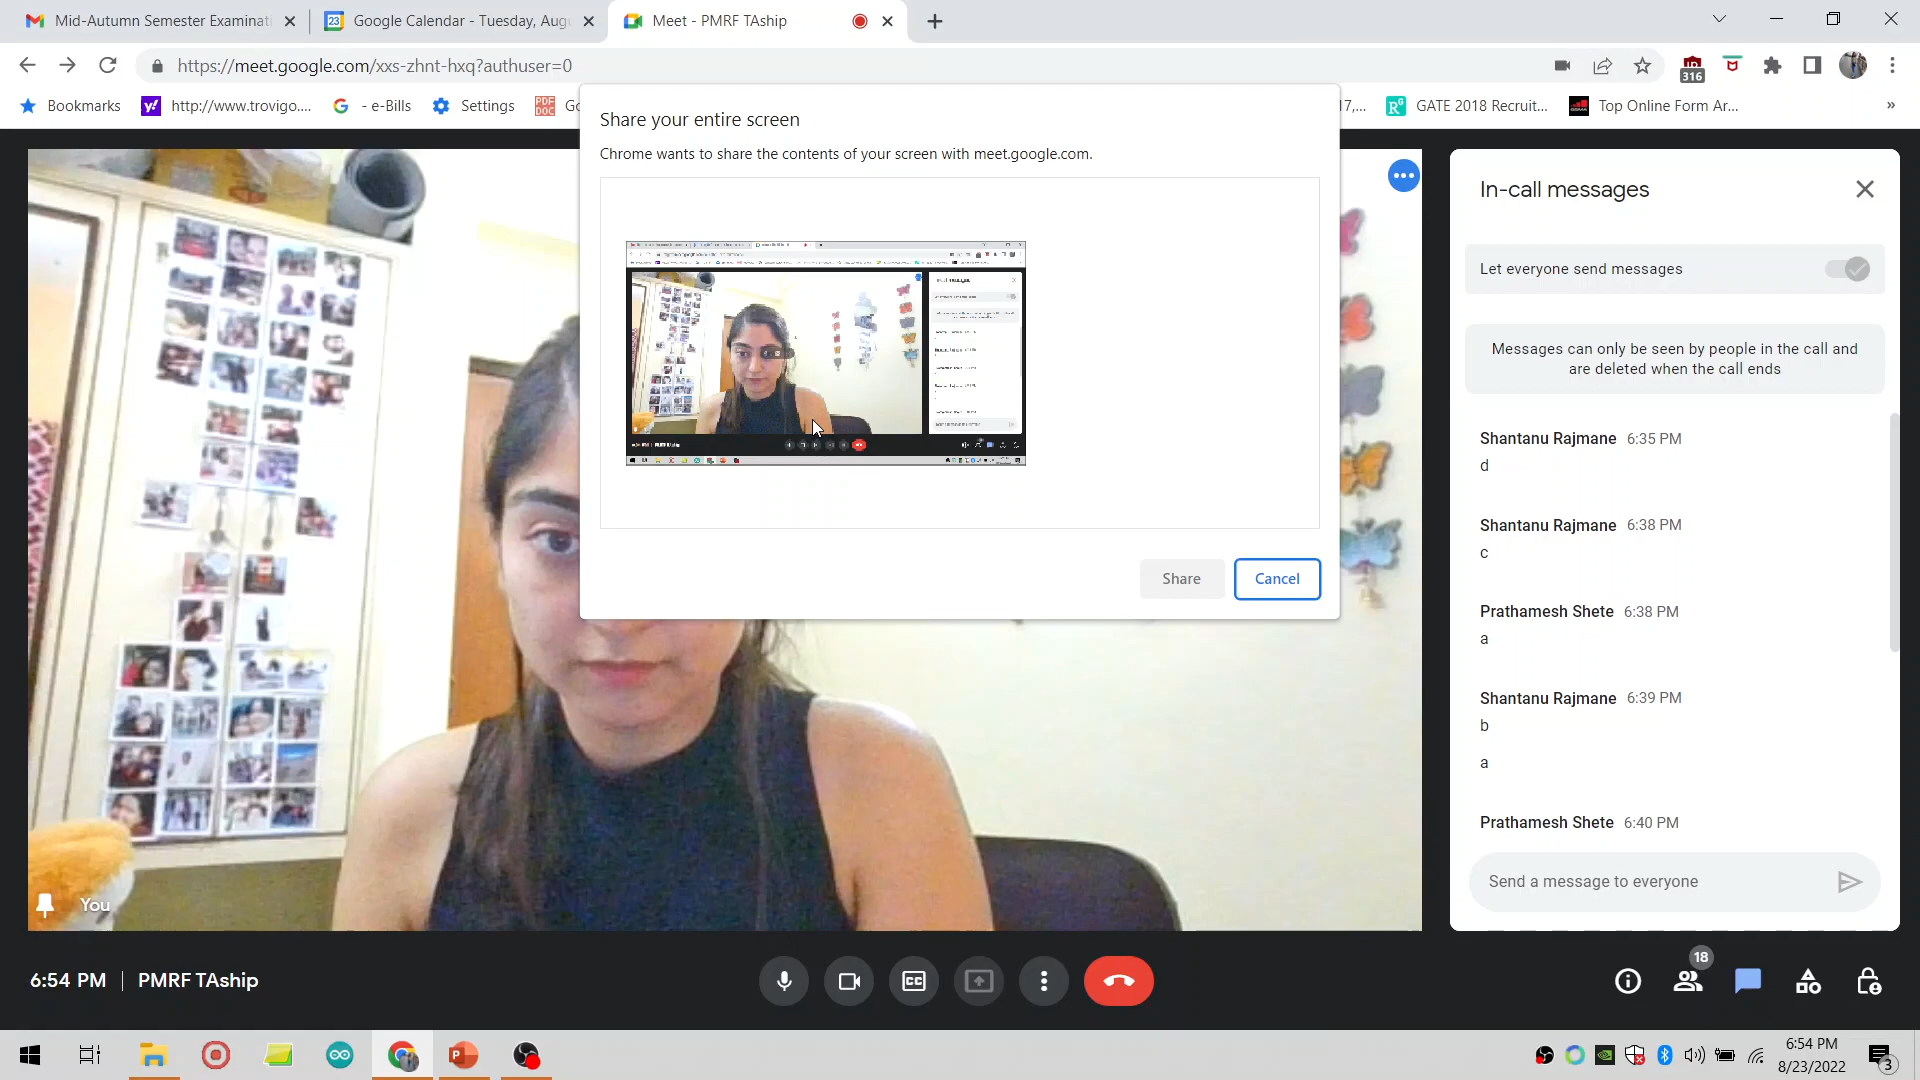 Mid-Autumn Semester Examinati
Google Calendar - Tuesday, Aug
Meet - PMRF TAship
https://meet.google.com/xxs-zhnt-hxq?authuser=0
316
Bookmarks
http://www.trovigo....
- e-Bills
Settings
PDF
DOC
Go
17,...
GATE 2018 Recruit...
Top Online Form Ar...
»
Share your entire screen
Chrome wants to share the contents of your screen with meet.google.com.
Share
Cancel
In-call messages
Let everyone send messages
Messages can only be seen by people in the call and
are deleted when the call ends
Shantanu Rajmane 6:35 PM
d
Shantanu Rajmane 6:38 PM
c
Prathamesh Shete 6:38 PM
a
Shantanu Rajmane 6:39 PM
b
a
Prathamesh Shete 6:40 PM
Send a message to everyone
You
6:54 PM | PMRF TAship
18
6:54 PM
8/23/2022
3